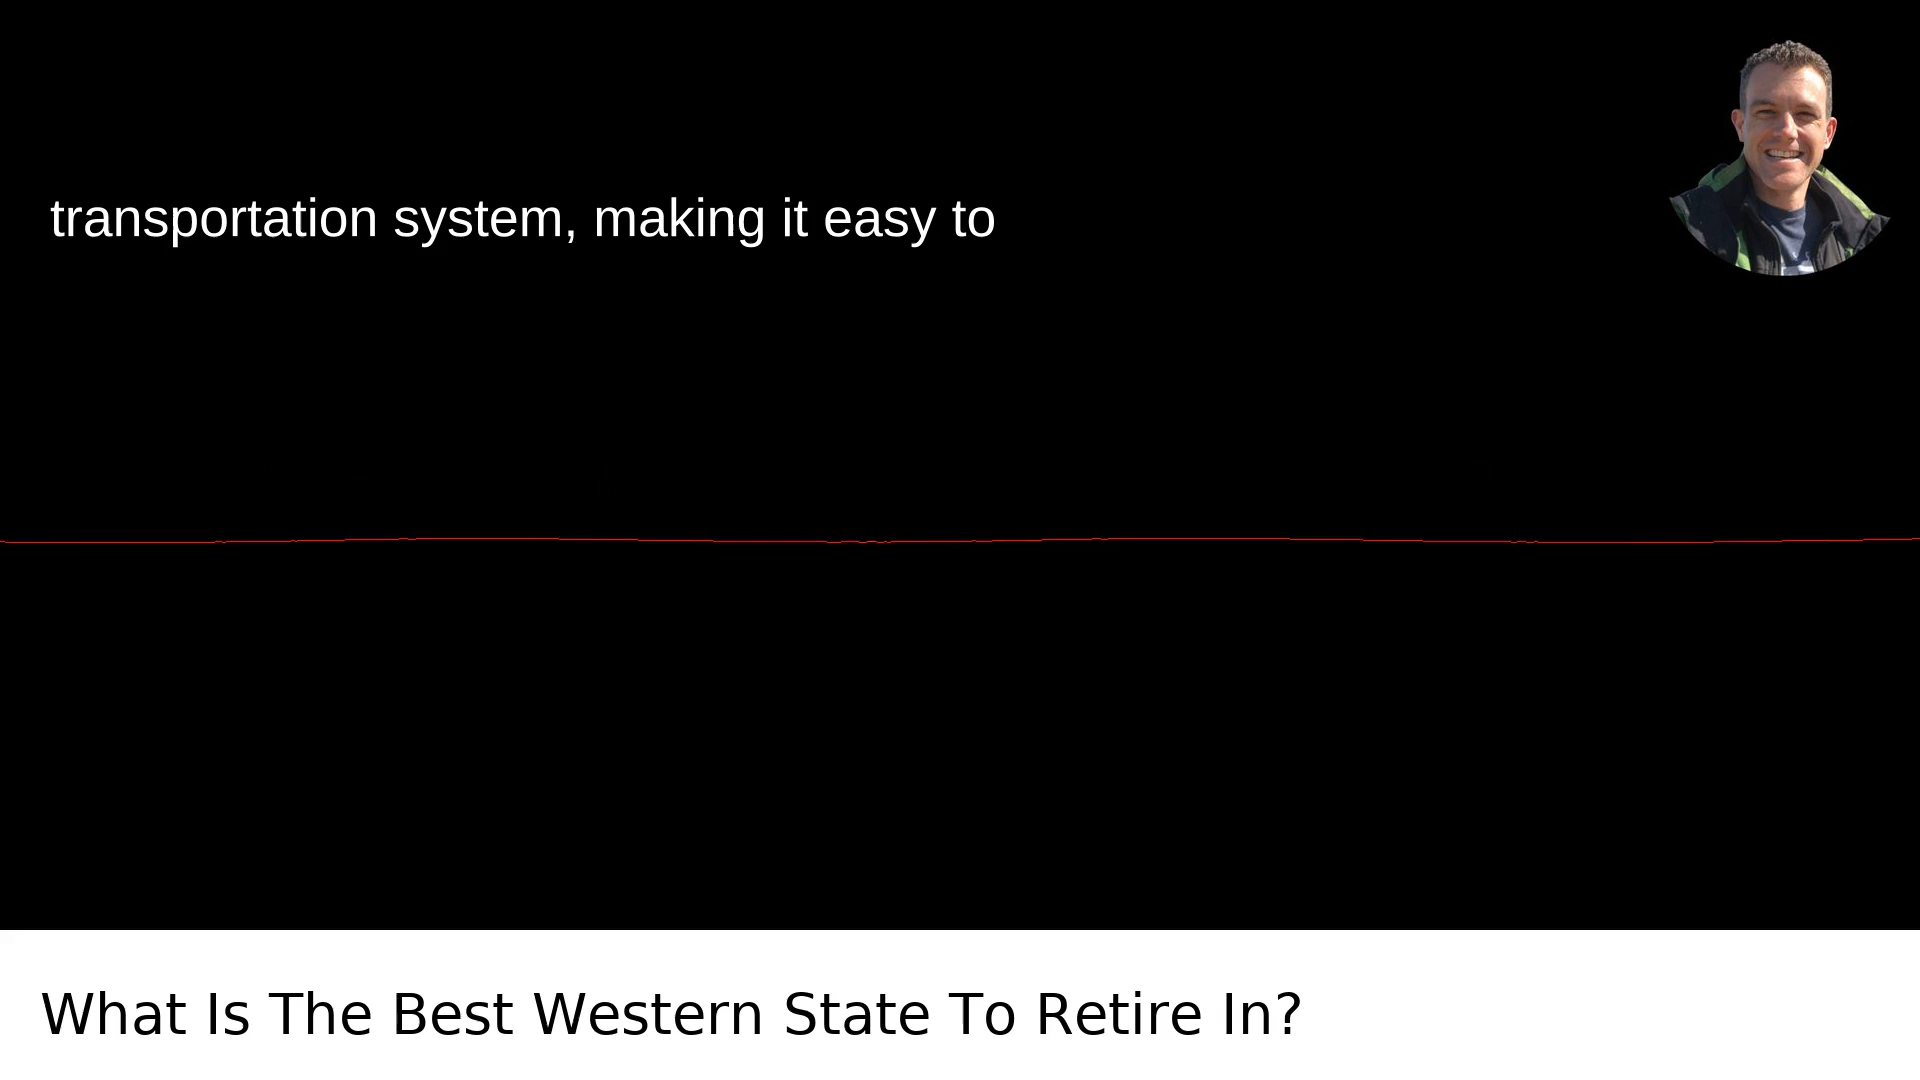 transportation system, making it easy to
What Is The Best Western State To Retire In?